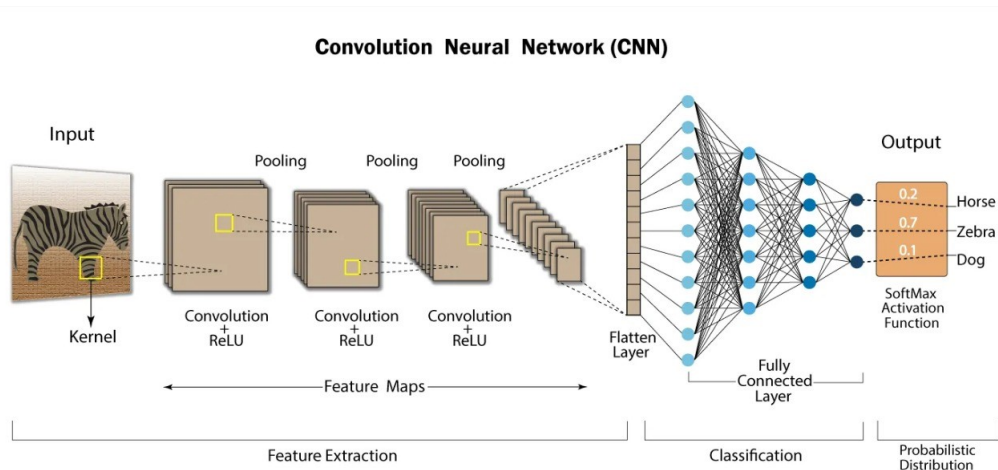 Convolution Neural Network (CNN)
Input
Kernel
Pooling
Pooling
Pooling
Convolution
+
ReLU
Convolution
+
ReLU
Convolution
+
ReLU
Feature Maps
Flatten
Layer
Fully
Connected
Layer
Output
0.2
Horse
0.7
Zebra
0.1
Dog
SoftMax
Activation
Function
Feature Extraction
Classification
Probabilistic
Distribution